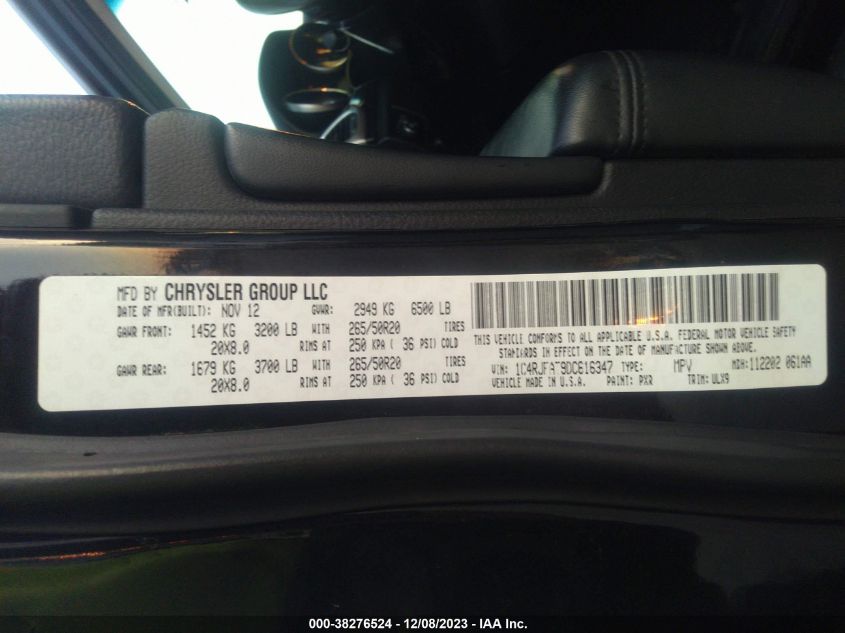 MFD BY CHRYSLER GROUP LLC
DATE OF MFR(BUILT): NOV 12 GVWR: 2949 KG 6500 LB
GAWR FRONT: 1452 KG 3200 LB WITH 265/50R20 TIRES
20X8.0 RIMS AT 250 KPA ( 36 PSI) COLD
GAWR REAR: 1679 KG 3700 LB WITH 265/50R20 TIRES
20X8.0 RIMS AT 250 KPA ( 36 PSI) COLD
THIS VEHICLE CONFORMS TO ALL APPLICABLE U.S.A. FEDERAL MOTOR VEHICLE SAFETY
STANDARDS IN EFFECT ON THE DATE OF MANUFACTURE SHOWN ABOVE.
VIN: 1C4RJFAT9DC616347 TYPE: MPV MDH:112202 061AA
VEHICLE MADE IN U.S.A. PAINT: PXR TRIM: ULX9
000-38276524 - 12/08/2023 - IAA Inc.